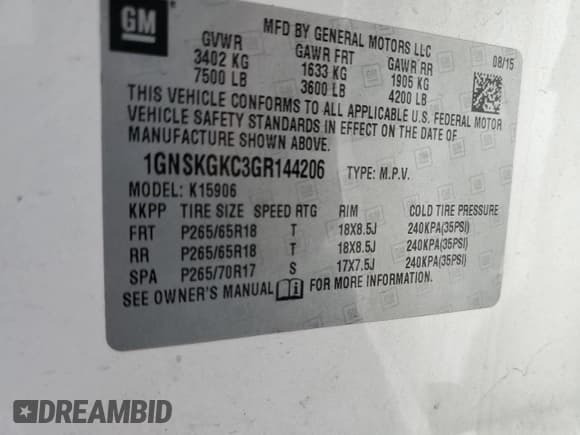 GM
MFD BY GENERAL MOTORS LLC
08/15
GVWR GAWR FRT GAWR RR
3402 KG 1633 KG 1905 KG
7500 LB 3600 LB 4200 LB
THIS VEHICLE CONFORMS TO ALL APPLICABLE U.S. FEDERAL MOTOR
VEHICLE SAFETY STANDARDS IN EFFECT ON THE DATE OF
MANUFACTURE SHOWN ABOVE.
1GNSKGKC3GR144206 TYPE: M.P.V.
MODEL: K15906
KKPP TIRE SIZE SPEED RTG RIM COLD TIRE PRESSURE
FRT P265/65R18 T 18X8.5J 240KPA(35PSI)
RR P265/65R18 T 18X8.5J 240KPA(35PSI)
SPA P265/70R17 S 17X7.5J 240KPA(35PSI)
SEE OWNER'S MANUAL i FOR MORE INFORMATION.
DREAMBID